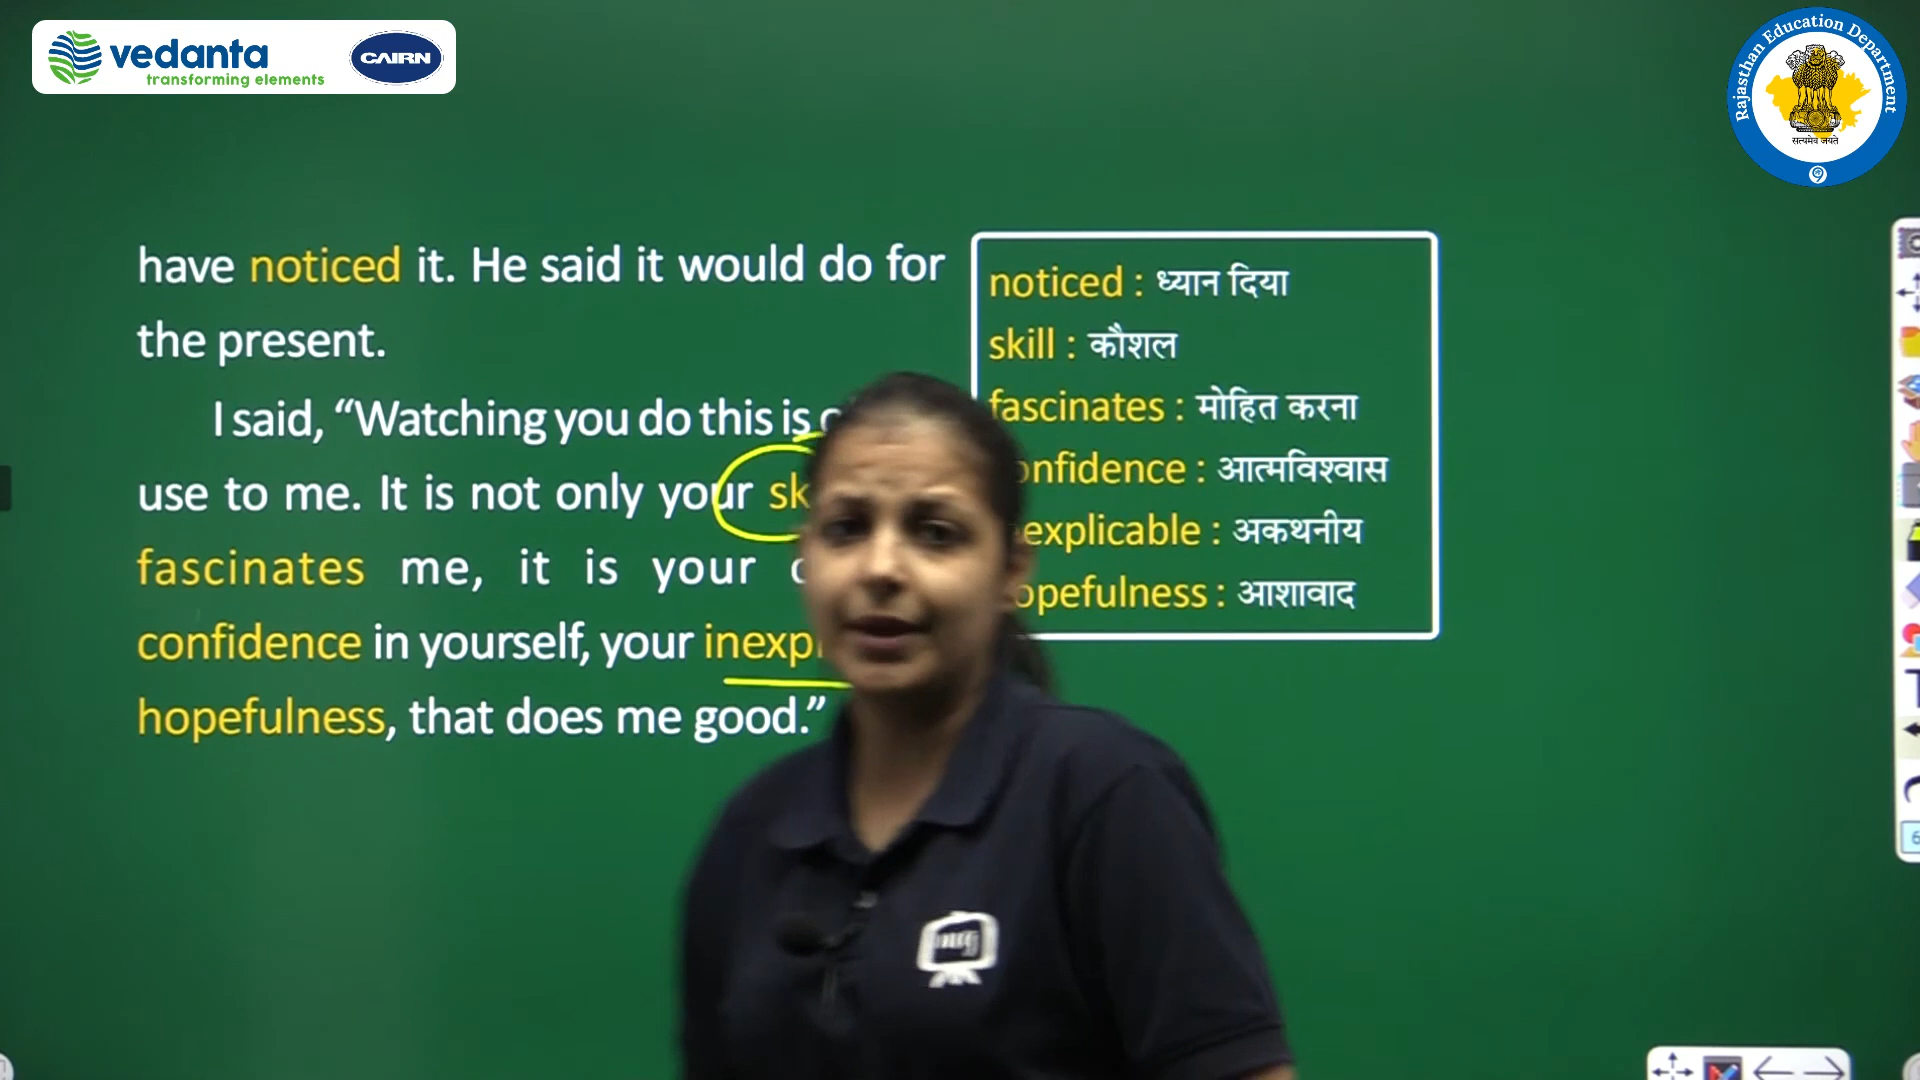 vedanta
transforming elements
CAIRN
Rajasthan Education Department
सत्यमेव जयते
have noticed it. He said it would do for
the present.
I said, “Watching you do this is
use to me. It is not only your
fascinates me, it is your
confidence in yourself, your
hopefulness, that does me good.”
noticed : ध्यान दिया
skill : कौशल
fascinates : मोहित करना
confidence : आत्मविश्वास
explicable : अकथनीय
opefulness : आशावाद